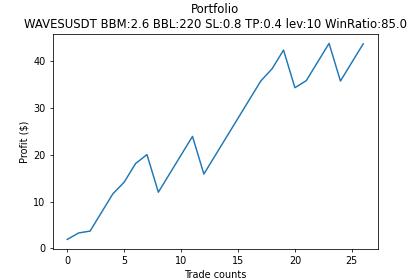 Portfolio
WAVESUSDT BBM:2.6 BBL:220 SL:0.8 TP:0.4 lev:10 WinRatio:85.0
Profit ($)
40
30
20
10
0
0 5 10 15 20 25
Trade counts